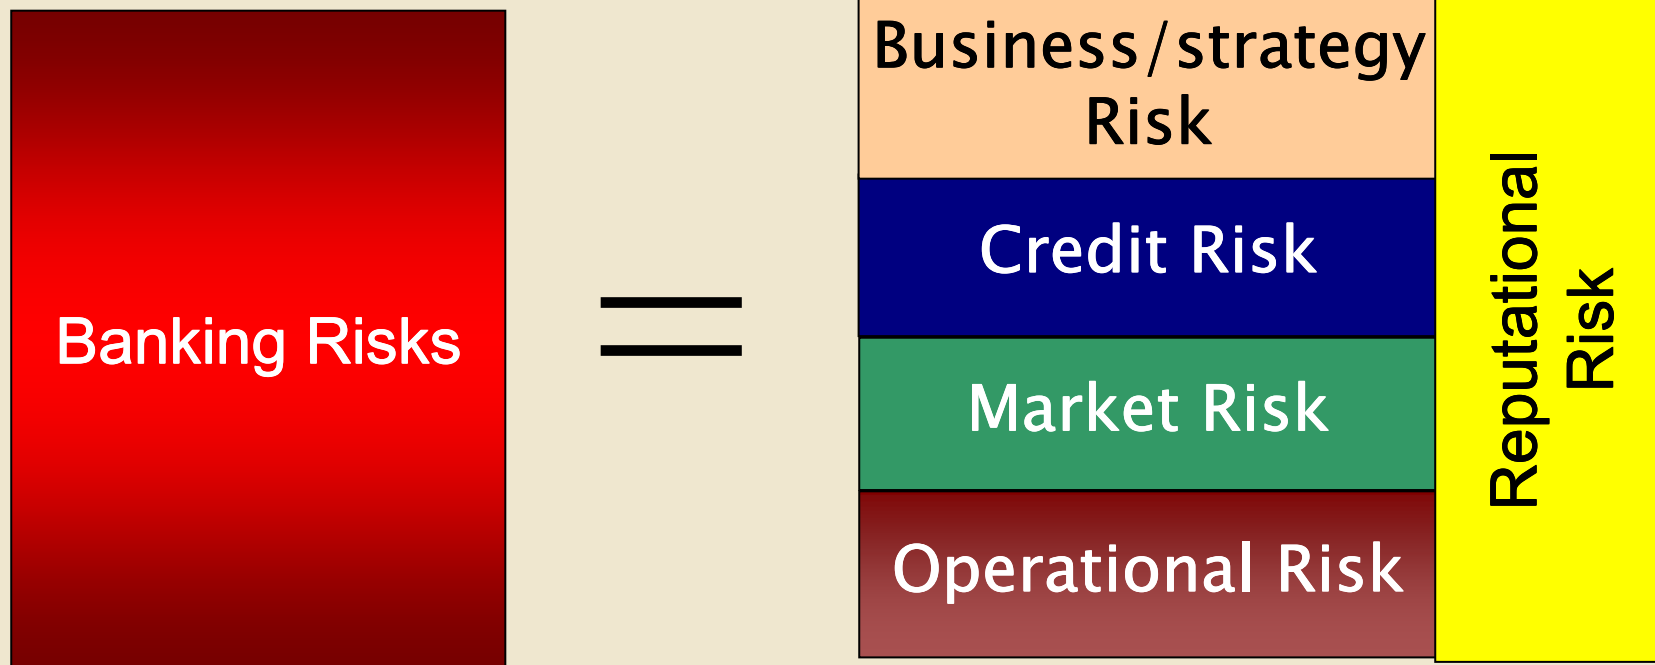 Banking Risks
=
Business/strategy
Risk
Credit Risk
Market Risk
Operational Risk
Reputational
Risk